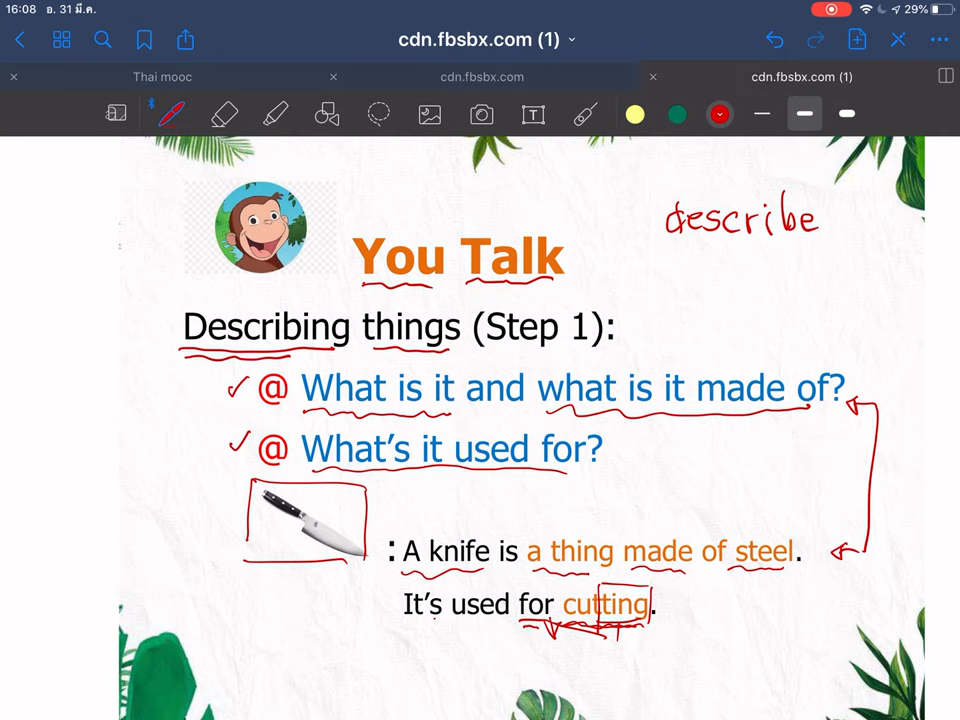 16:08 อ. 31 มี.ค. 29%
cdn.fbsbx.com (1)
Thai mooc cdn.fbsbx.com cdn.fbsbx.com (1)
T
describe
You Talk
Describing things (Step 1):
@ What is it and what is it made of?
@ What's it used for?
: A knife is a thing made of steel.
It's used for cutting.